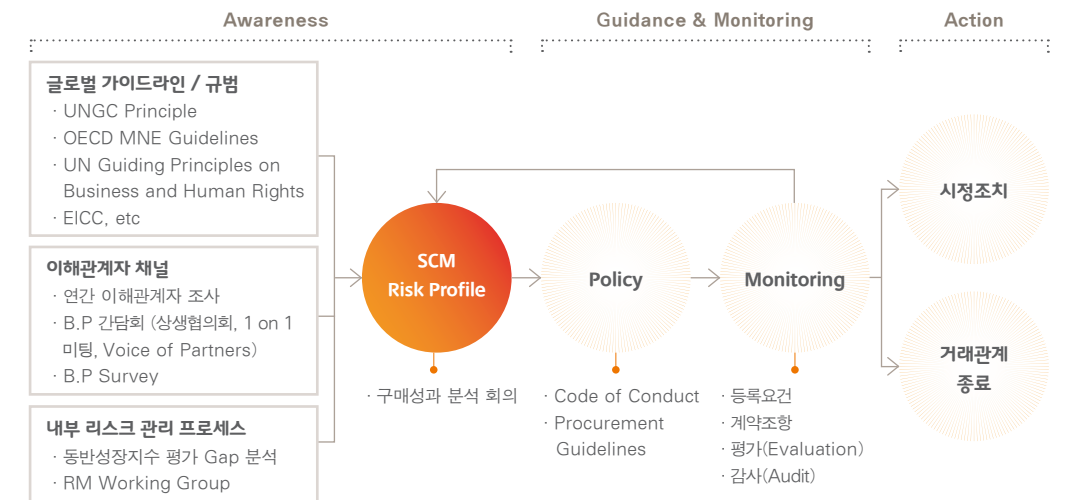 Awareness
Guidance & Monitoring
Action
글로벌 가이드라인 / 규범
· UNGC Principle
· OECD MNE Guidelines
· UN Guiding Principles on
Business and Human Rights
· EICC, etc
이해관계자 채널
· 연간 이해관계자 조사
· B.P 간담회 (상생협의회, 1 on 1
미팅, Voice of Partners)
· B.P Survey
내부 리스크 관리 프로세스
· 동반성장지수 평가 Gap 분석
· RM Working Group
SCM
Risk Profile
· 구매성과 분석 회의
Policy
· Code of Conduct
· Procurement
Guidelines
Monitoring
· 등록요건
· 계약조항
· 평가(Evaluation)
· 감사(Audit)
시정조치
거래관계
종료